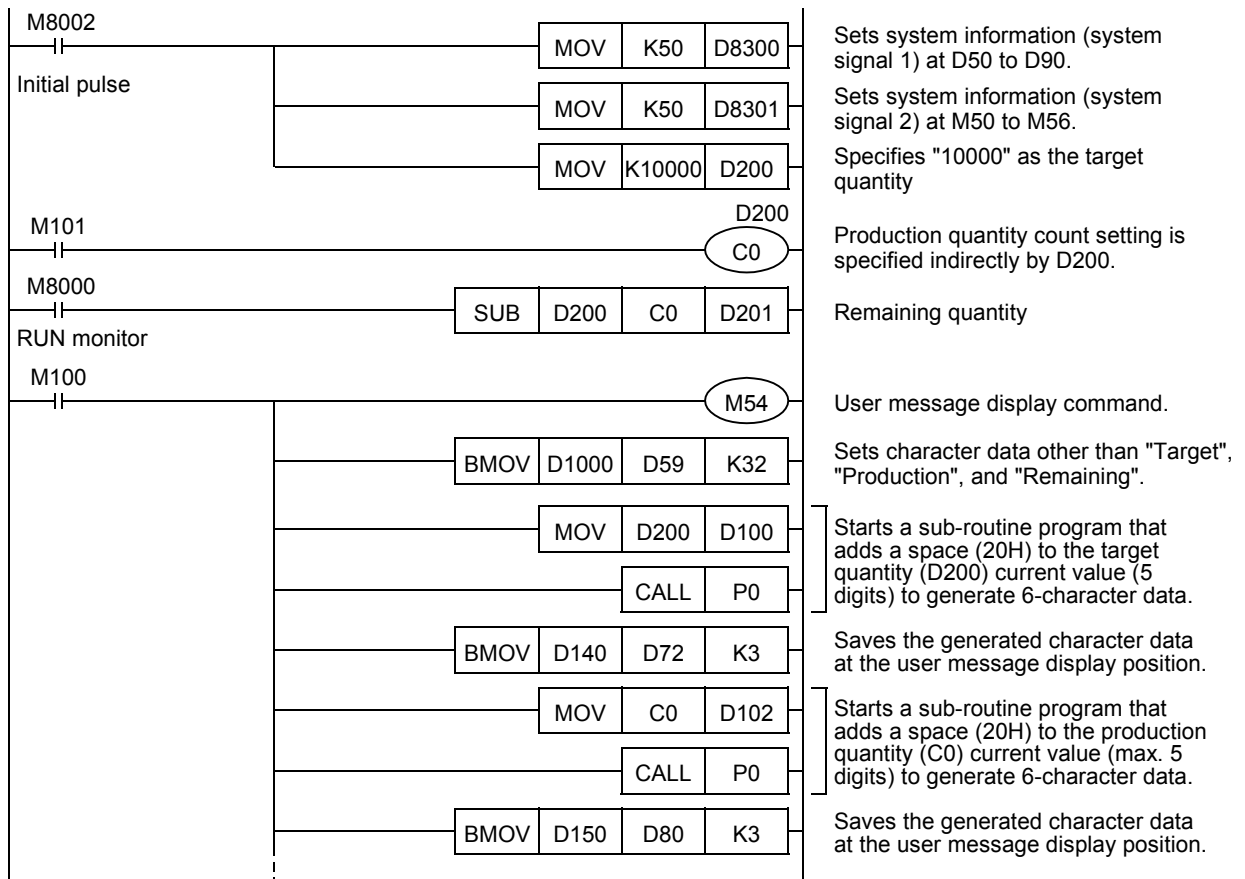 M8002
MOV K50 D8300
Sets system information (system
signal 1) at D50 to D90.
Initial pulse
MOV K50 D8301
Sets system information (system
signal 2) at M50 to M56.
MOV K10000 D200
Specifies "10000" as the target
quantity
M101
D200
C0
Production quantity count setting is
specified indirectly by D200.
M8000
SUB D200 C0 D201
Remaining quantity
RUN monitor
M100
M54
User message display command.
BMOV D1000 D59 K32
Sets character data other than "Target",
"Production", and "Remaining".
MOV D200 D100
CALL P0
Starts a sub-routine program that
adds a space (20H) to the target
quantity (D200) current value (5
digits) to generate 6-character data.
BMOV D140 D72 K3
Saves the generated character data
at the user message display position.
MOV C0 D102
CALL P0
Starts a sub-routine program that
adds a space (20H) to the production
quantity (C0) current value (max. 5
digits) to generate 6-character data.
BMOV D150 D80 K3
Saves the generated character data
at the user message display position.